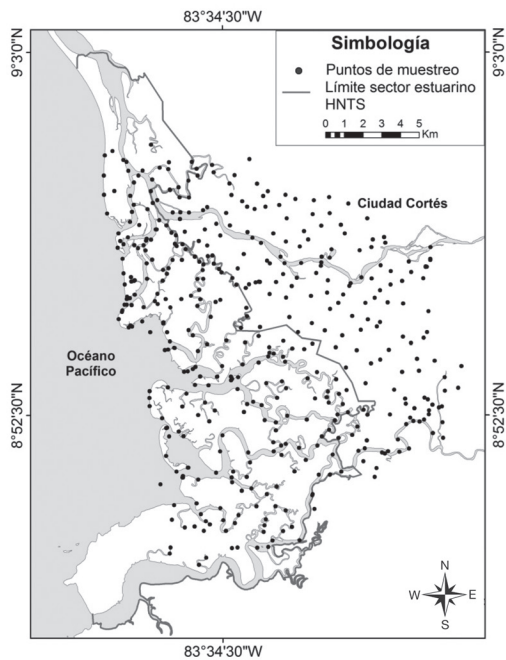 83°34'30"W
9°3'0"N
9°3'0"N
Simbología
Puntos de muestreo
Límite sector estuarino
HNTS
0 1 2 3 4 5
Km
Ciudad Cortés
Océano
Pacífico
8°52'30"N
8°52'30"N
N
W E
S
83°34'30"W